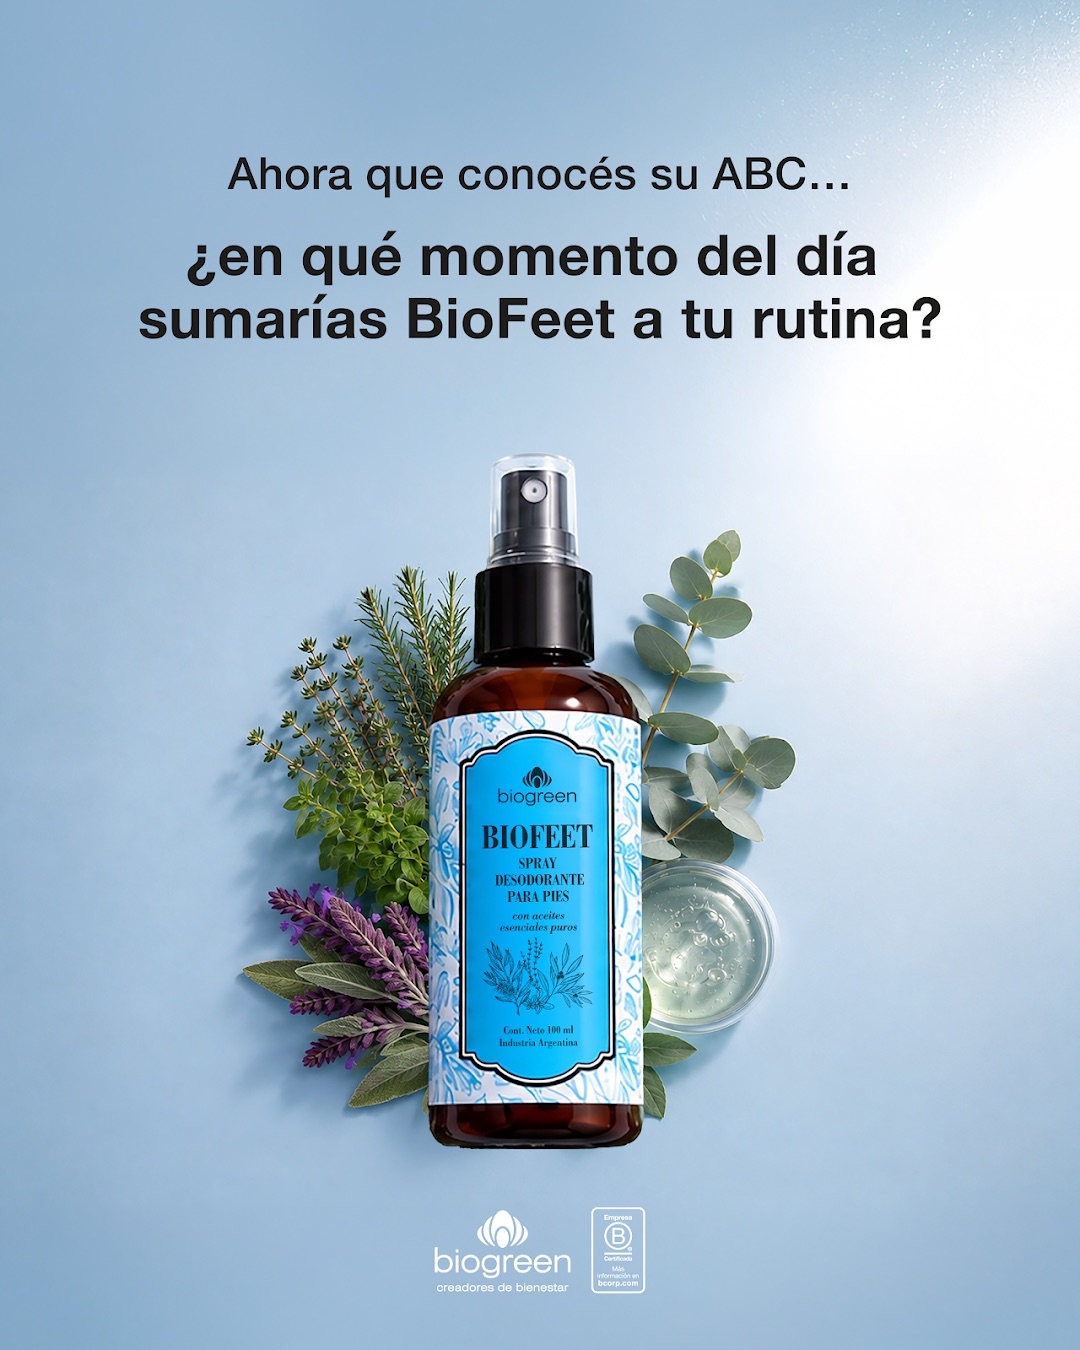 Ahora que conocés su ABC...
¿en qué momento del día
sumarías BioFeet a tu rutina?
biogreen
BIOFEET
SPRAY
DESODORANTE
PARA PIES
con aceites
esenciales puros
Cont. Neto 100 ml
Industria Argentina
biogreen
creadores de bienestar
Empresa
B
Certificada
Más
información en
bcorp.com